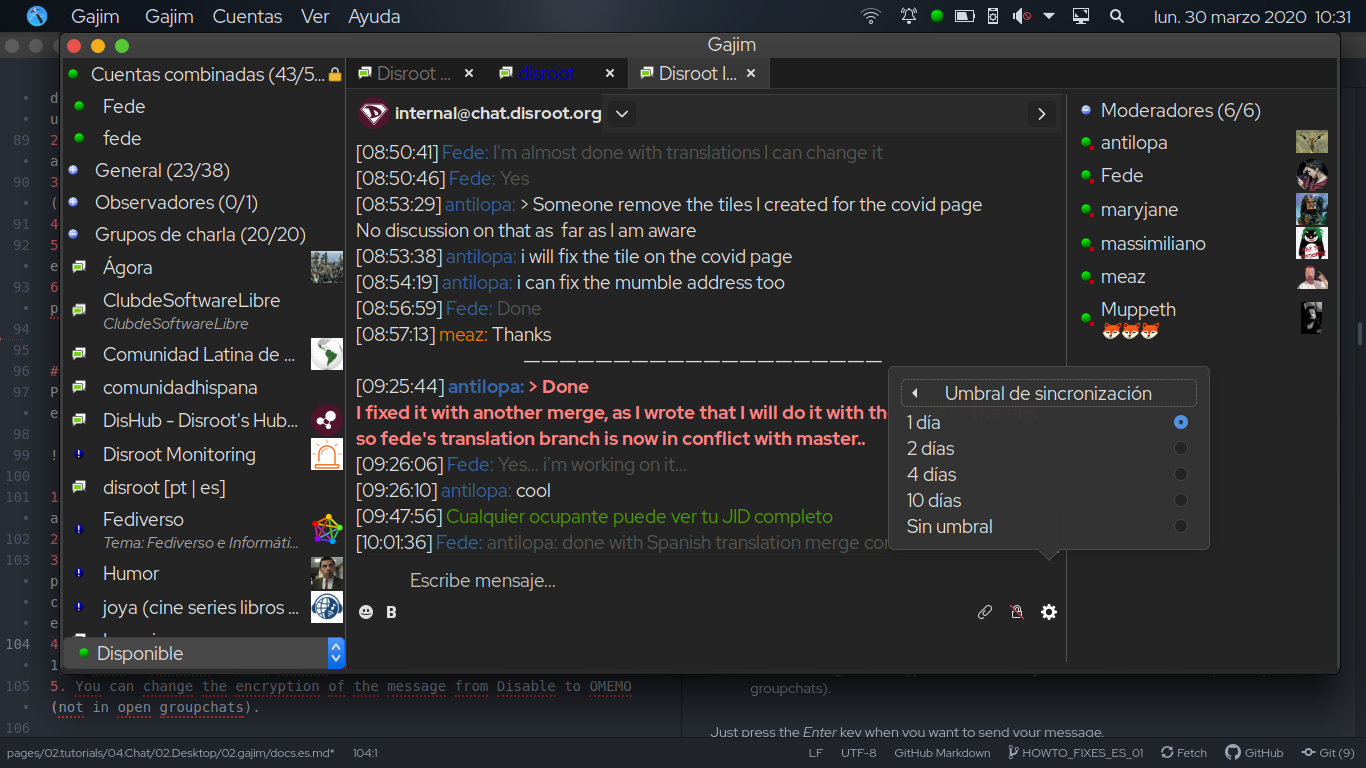 Gajim Gajim Cuentas Ver Ayuda lun. 30 marzo 2020 10:31
Gajim
Cuentas combinadas (43/5...
Fede
fede
General (23/38)
Observadores (0/1)
Grupos de charla (20/20)
Ágora
ClubdeSoftwareLibre
ClubdeSoftwareLibre
Comunidad Latina de ...
comunidadhispana
DisHub - Disroot's Hub...
Disroot Monitoring
disroot [pt | es]
Fediverso
Tema: Fediverso e Informáti...
Humor
joya (cine series libros ...
Disponible
Disroot ...
disroot
Disroot I...
internal@chat.disroot.org
[08:50:41] Fede: I'm almost done with translations I can change it
[08:50:46] Fede: Yes
[08:53:29] antilopa: > Someone remove the tiles I created for the covid page
No discussion on that as far as I am aware
[08:53:38] antilopa: i will fix the tile on the covid page
[08:54:19] antilopa: i can fix the mumble address too
[08:56:59] Fede: Done
[08:57:13] meaz: Thanks
[09:25:44] antilopa: > Done
I fixed it with another merge, as I wrote that I will do it with the
so fede's translation branch is now in conflict with master..
[09:26:06] Fede: Yes... i'm working on it...
[09:26:10] antilopa: cool
[09:47:56] Cualquier ocupante puede ver tu JID completo
[10:01:36] Fede: antilopa: done with Spanish translation merge co
Escribe mensaje...
B
Moderadores (6/6)
antilopa
Fede
maryjane
massimiliano
meaz
Muppeth
🦊🦊🦊
Umbral de sincronización
1 día
2 días
4 días
10 días
Sin umbral
89
90
91
92
93
94
95
96
97
98
99
100
101
102
103
104
105 5. You can change the encryption of the message from Disable to OMEMO
(not in open groupchats).
106
groupchats).
Just press the Enter key when you want to send your message.
pages/02.tutorials/04.Chat/02.Desktop/02.gajim/docs.es.md* 104:1 LF UTF-8 GitHub Markdown HOWTO_FIXES_ES_01 Fetch GitHub Git (9)